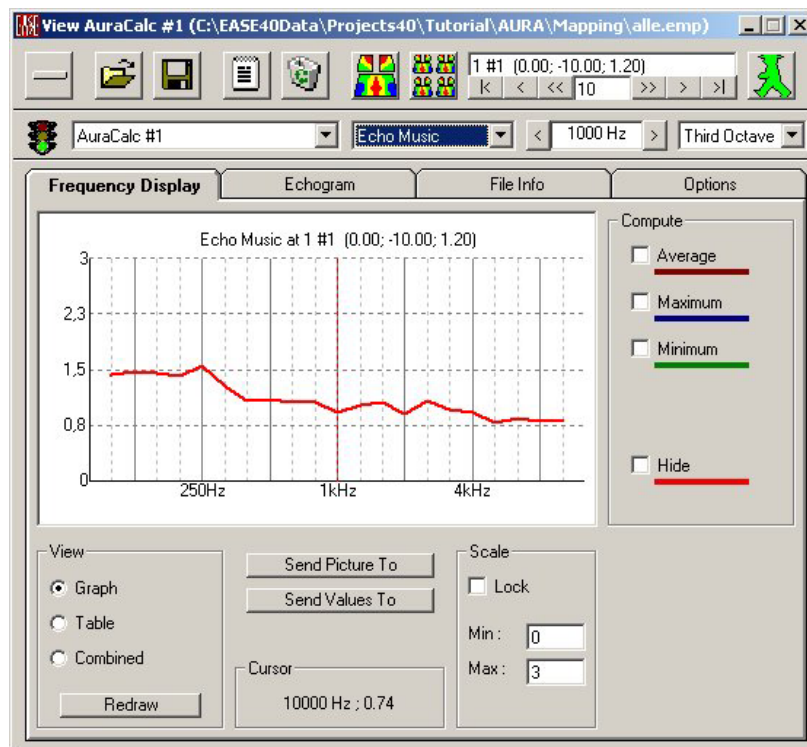 View AuraCalc #1 (C:\EASE40Data\Projects40\Tutorial\AURA\Mapping\alle.emp)
1 #1 (0.00; -10.00; 1.20)
10
AuraCalc #1
Echo Music
1000 Hz
Third Octave
Frequency Display
Echogram
File Info
Options
Echo Music at 1 #1 (0.00; -10.00; 1.20)
3
2,3
1,5
0,8
0
250Hz
1kHz
4kHz
Compute
Average
Maximum
Minimum
Hide
View
Graph
Table
Combined
Redraw
Send Picture To
Send Values To
Cursor
10000 Hz ; 0.74
Scale
Lock
Min :
0
Max :
3